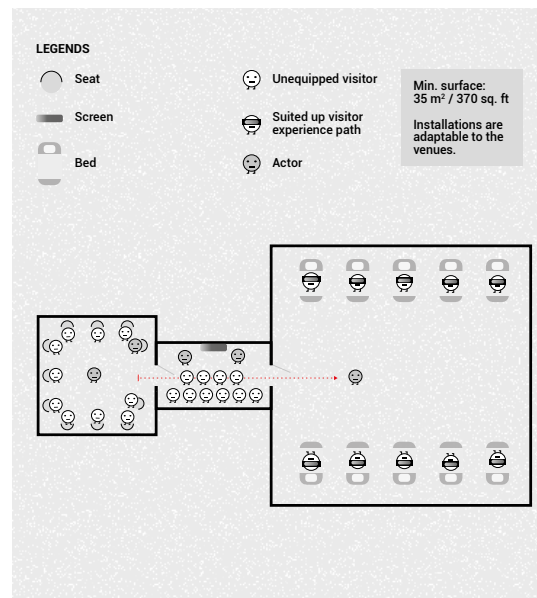 LEGENDS
Seat
Screen
Bed
Unequipped visitor
Suited up visitor
experience path
Actor
Min. surface:
35 m² / 370 sq. ft
Installations are
adaptable to the
venues.